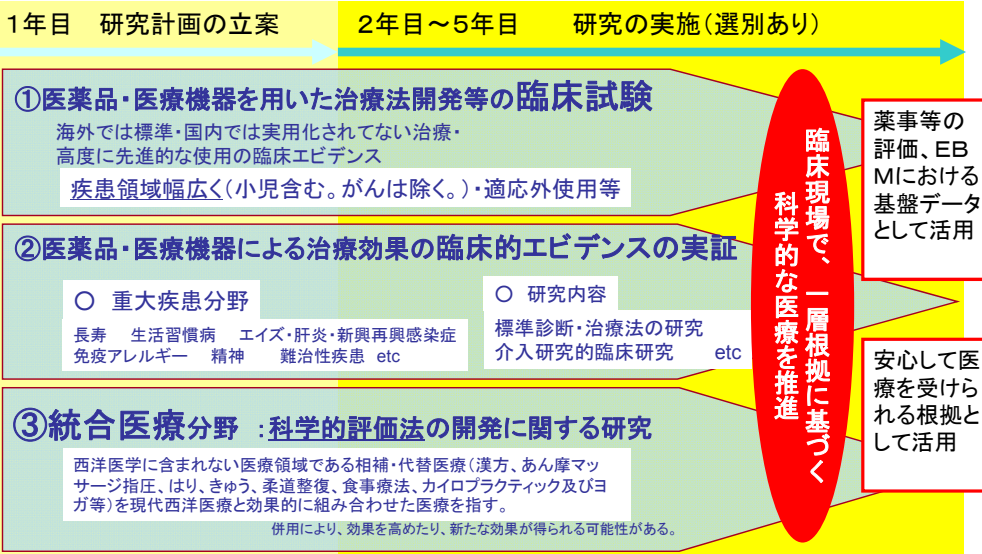 １年目　研究計画の立案
２年目～５年目　　研究の実施（選別あり）
①医薬品・医療機器を用いた治療法開発等の臨床試験
海外では標準・国内では実用化されてない治療・
高度に先進的な使用の臨床エビデンス
疾患領域幅広く（小児含む。がんは除く。）・適応外使用等
②医薬品・医療機器による治療効果の臨床的エビデンスの実証
○　重大疾患分野
長寿　生活習慣病　エイズ・肝炎・新興再興感染症
免疫アレルギー　精神　難治性疾患 etc
○ 研究内容
標準診断・治療法の研究
介入研究的臨床研究　etc
③統合医療分野 ：科学的評価法の開発に関する研究
西洋医学に含まれない医療領域である相補・代替医療（漢方、あん摩マッ
サージ指圧、はり、きゅう、柔道整復、食事療法、カイロプラクティック及びヨ
ガ等）を現代西洋医療と効果的に組み合わせた医療を指す。
併用により、効果を高めたり、新たな効果が得られる可能性がある。
臨床現場で、一層根拠に基づく
科学的な医療を推進
薬事等の
評価、ＥＢ
Ｍにおける
基盤データ
として活用
安心して医
療を受けら
れる根拠と
して活用